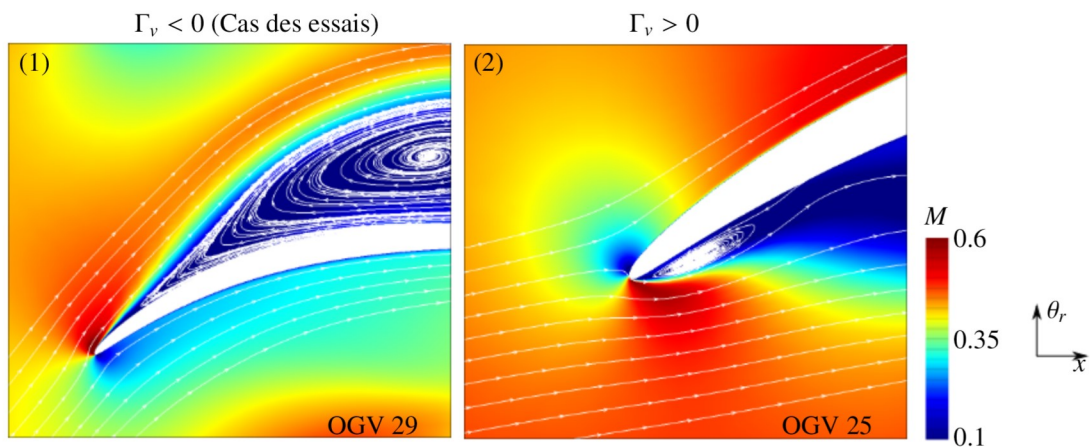 Γᵥ < 0 (Cas des essais)
Γᵥ > 0
(1)
(2)
M
0.6
0.35
0.1
θᵣ
x
OGV 29
OGV 25